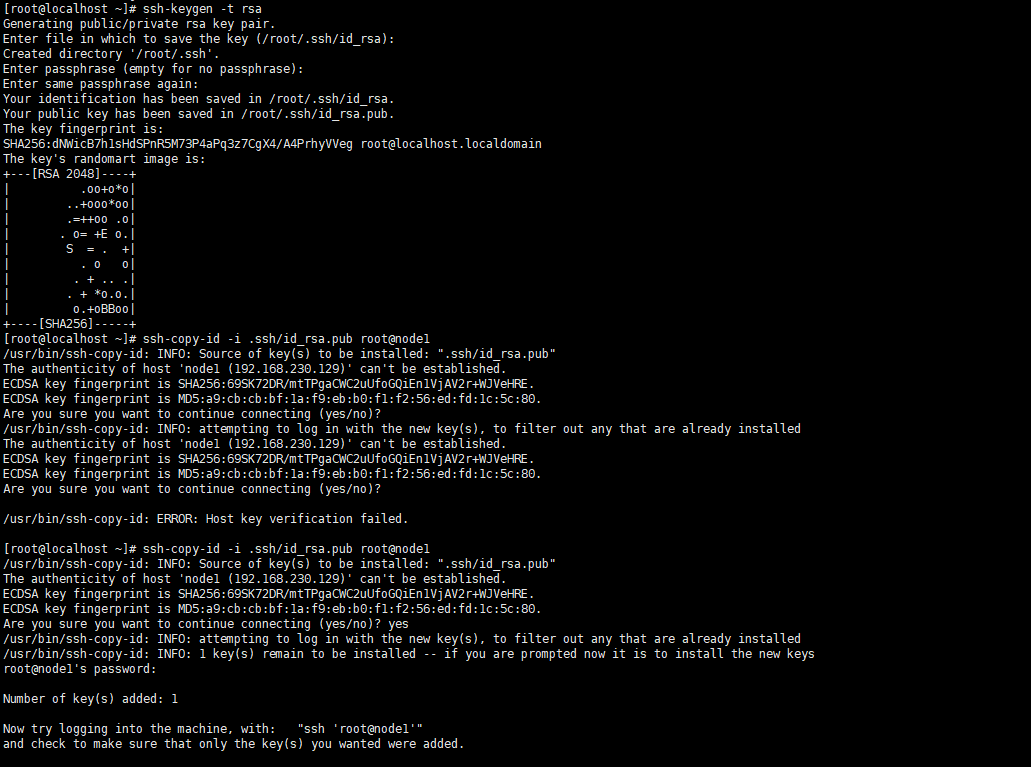 [root@localhost ~]# ssh-keygen -t rsa
Generating public/private rsa key pair.
Enter file in which to save the key (/root/.ssh/id_rsa):
Created directory '/root/.ssh'.
Enter passphrase (empty for no passphrase):
Enter same passphrase again:
Your identification has been saved in /root/.ssh/id_rsa.
Your public key has been saved in /root/.ssh/id_rsa.pub.
The key fingerprint is:
SHA256:dNWicB7h1sHdSPnR5M73P4aPq3z7CgX4/A4PrhyVVeg root@localhost.localdomain
The key's randomart image is:
+---[RSA 2048]----+
|          .oo+o*o|
|        ..+ooo*oo|
|        .=++oo .o|
|       . o= +E o.|
|        S  = .  +|
|          . o   o|
|         . + .. .|
|        . + *o.o.|
|         o.+oBBoo|
+----[SHA256]-----+
[root@localhost ~]# ssh-copy-id -i .ssh/id_rsa.pub root@node1
/usr/bin/ssh-copy-id: INFO: Source of key(s) to be installed: ".ssh/id_rsa.pub"
The authenticity of host 'node1 (192.168.230.129)' can't be established.
ECDSA key fingerprint is SHA256:69SK72DR/mtTPgaCWC2uUfoGQiEn1VjAV2r+WJVeHRE.
ECDSA key fingerprint is MD5:a9:cb:cb:bf:1a:f9:eb:b0:f1:f2:56:ed:fd:1c:5c:80.
Are you sure you want to continue connecting (yes/no)?
/usr/bin/ssh-copy-id: INFO: attempting to log in with the new key(s), to filter out any that are already installed
The authenticity of host 'node1 (192.168.230.129)' can't be established.
ECDSA key fingerprint is SHA256:69SK72DR/mtTPgaCWC2uUfoGQiEn1VjAV2r+WJVeHRE.
ECDSA key fingerprint is MD5:a9:cb:cb:bf:1a:f9:eb:b0:f1:f2:56:ed:fd:1c:5c:80.
Are you sure you want to continue connecting (yes/no)?
/usr/bin/ssh-copy-id: ERROR: Host key verification failed.
[root@localhost ~]# ssh-copy-id -i .ssh/id_rsa.pub root@node1
/usr/bin/ssh-copy-id: INFO: Source of key(s) to be installed: ".ssh/id_rsa.pub"
The authenticity of host 'node1 (192.168.230.129)' can't be established.
ECDSA key fingerprint is SHA256:69SK72DR/mtTPgaCWC2uUfoGQiEn1VjAV2r+WJVeHRE.
ECDSA key fingerprint is MD5:a9:cb:cb:bf:1a:f9:eb:b0:f1:f2:56:ed:fd:1c:5c:80.
Are you sure you want to continue connecting (yes/no)? yes
/usr/bin/ssh-copy-id: INFO: attempting to log in with the new key(s), to filter out any that are already installed
/usr/bin/ssh-copy-id: INFO: 1 key(s) remain to be installed -- if you are prompted now it is to install the new keys
root@node1's password:
Number of key(s) added: 1
Now try logging into the machine, with:   "ssh 'root@node1'"
and check to make sure that only the key(s) you wanted were added.